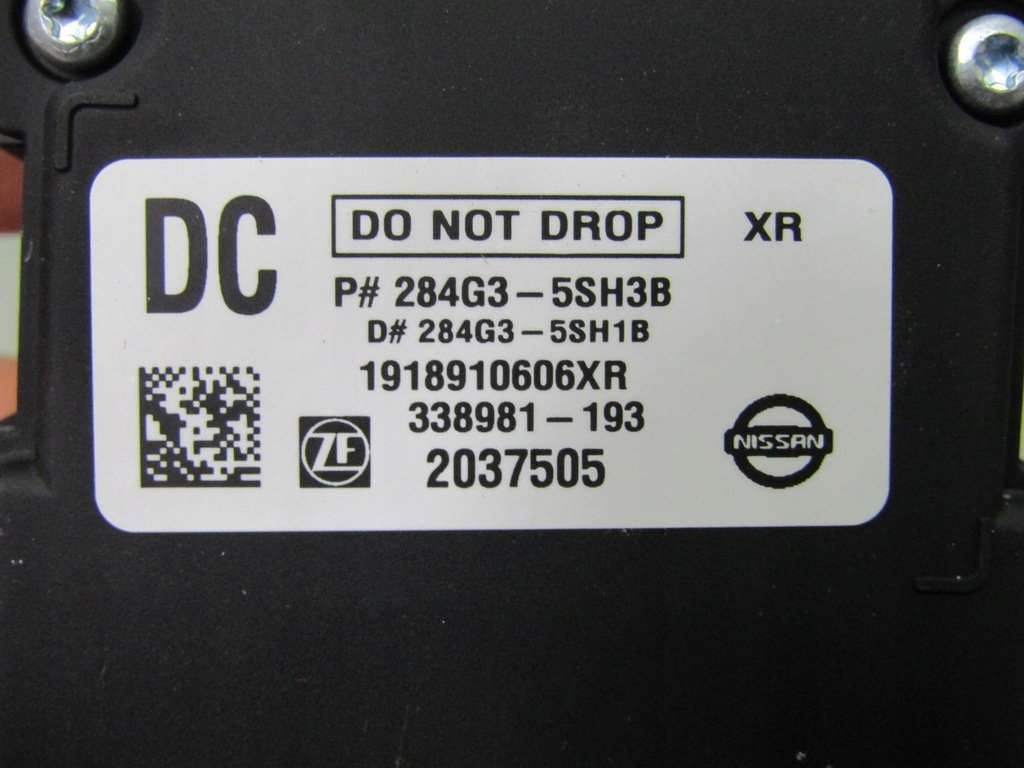 DC
DO NOT DROP
XR
P# 284G3-5SH3B
D# 284G3-5SH1B
1918910606XR
338981-193
2037505
ZF
NISSAN